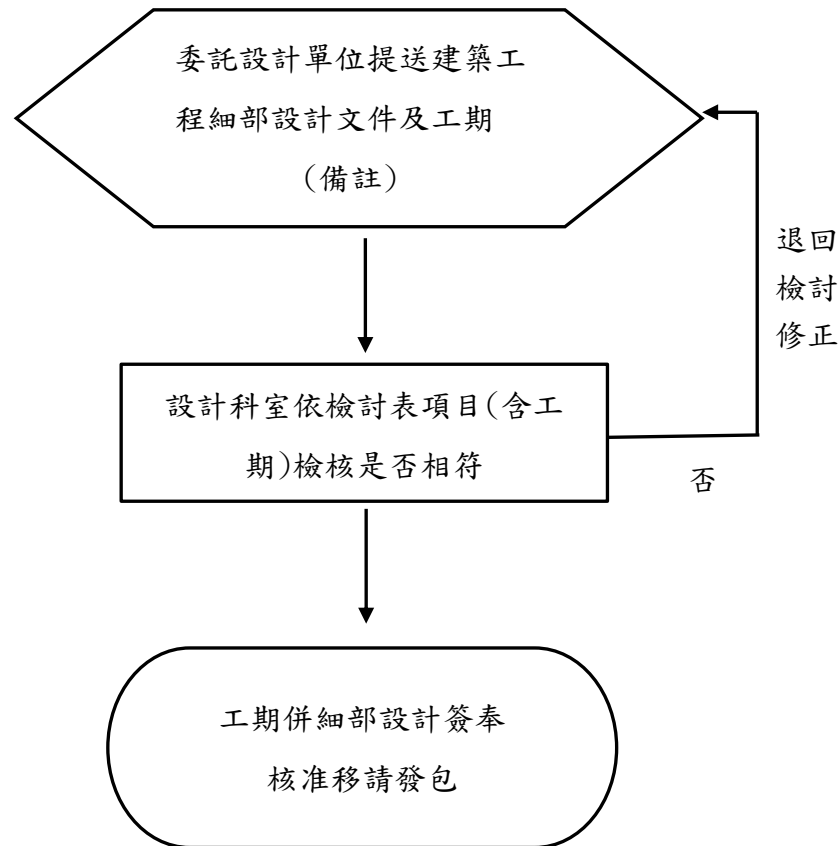 委託設計單位提送建築工
程細部設計文件及工期
(備註)
退回
檢討
修正
設計科室依檢討表項目(含工
期)檢核是否相符
否
工期併細部設計簽奉
核准移請發包